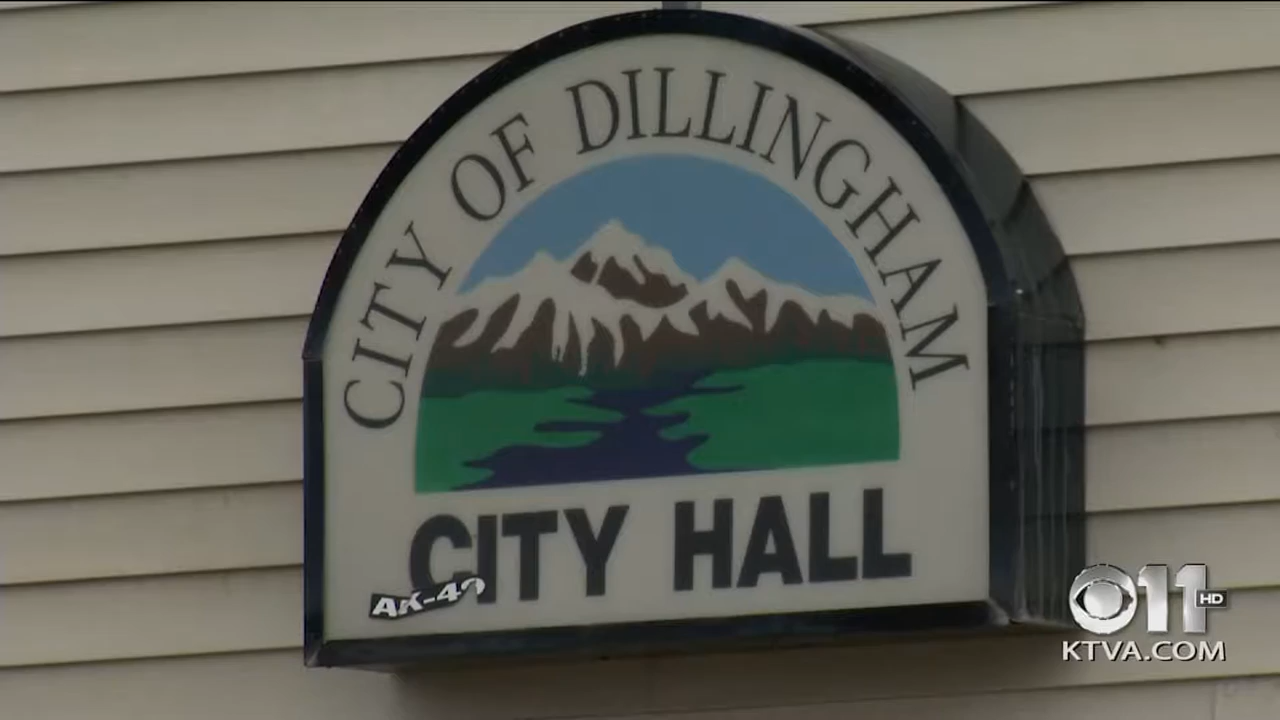 CITY OF DILLINGHAM
CITY HALL
AK-49
11
HD
KTVA.COM